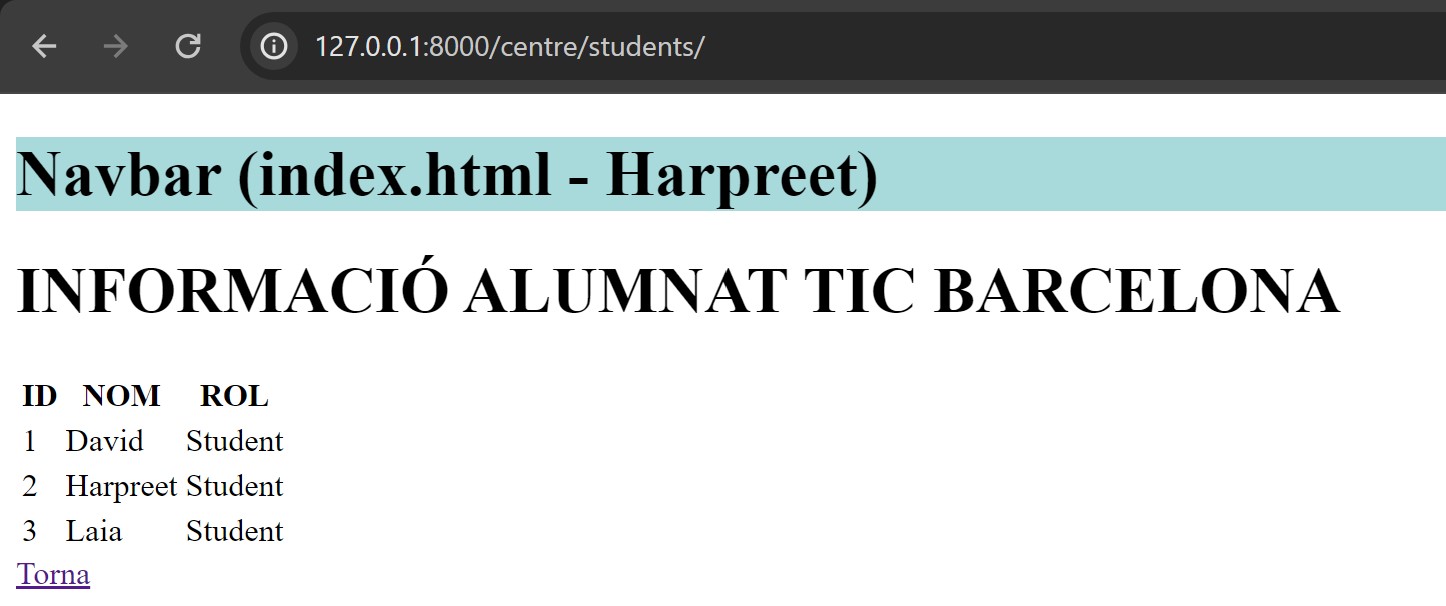 127.0.0.1:8000/centre/students/
Navbar (index.html - Harpreet)
INFORMACIÓ ALUMNAT TIC BARCELONA
ID NOM ROL
1 David Student
2 Harpreet Student
3 Laia Student
Torna